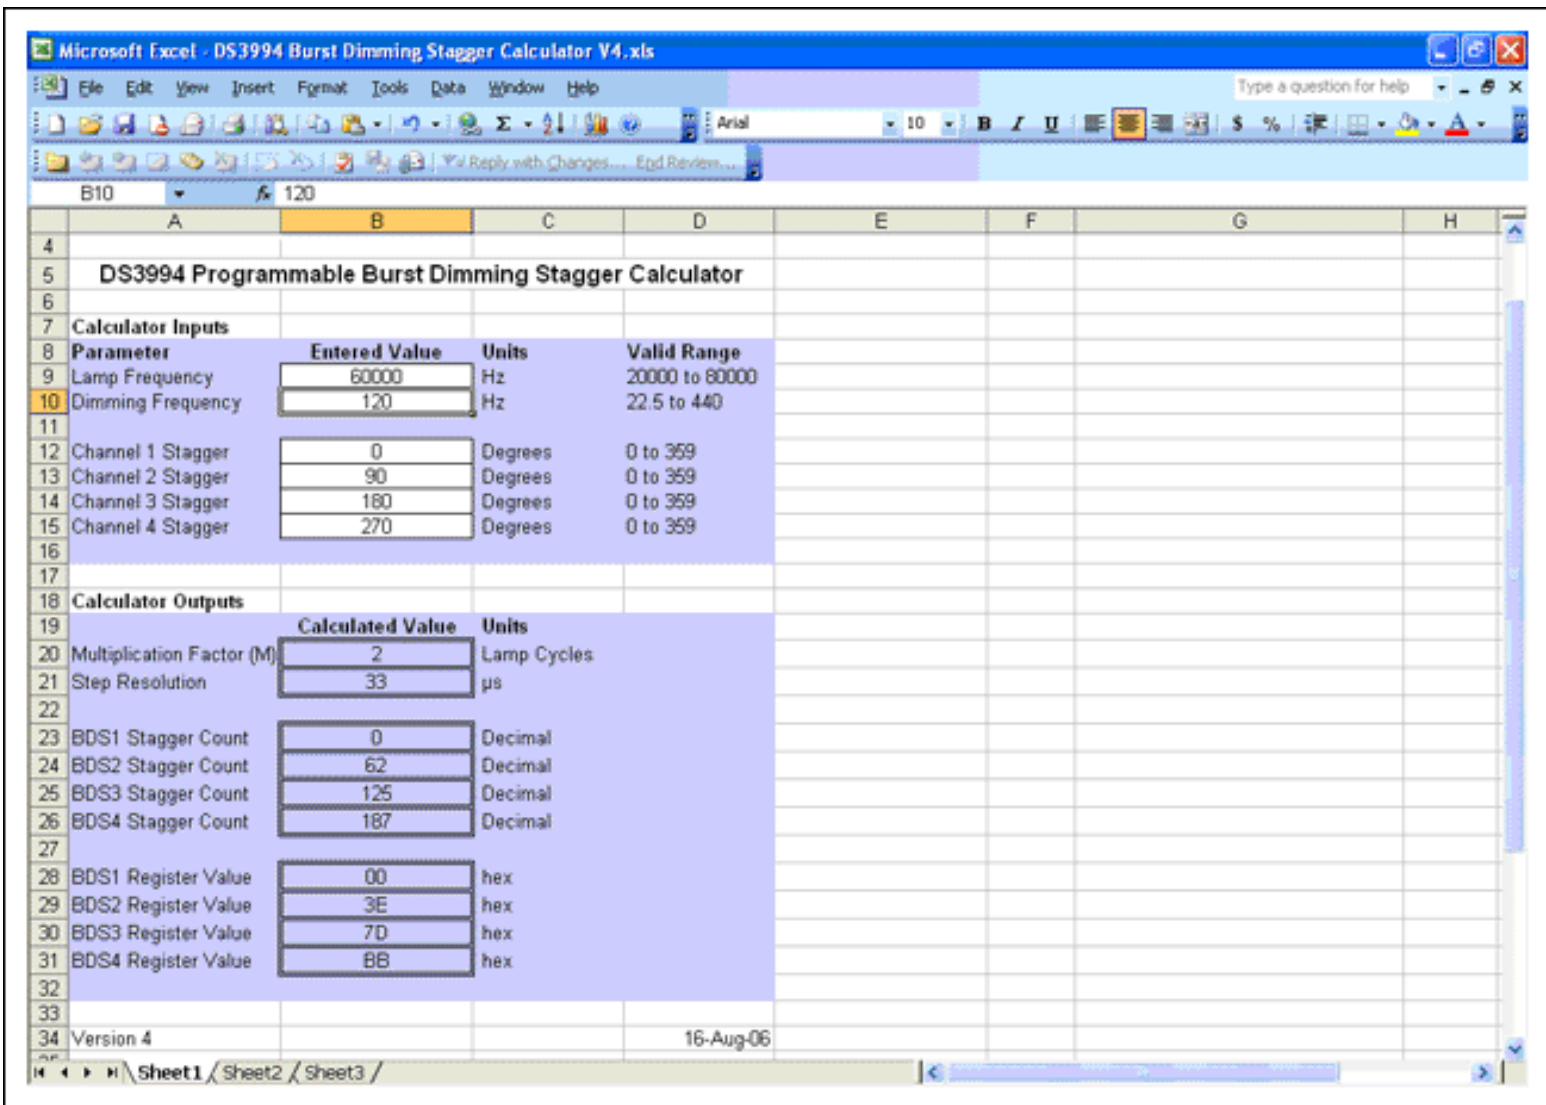 Microsoft Excel - DS3994 Burst Dimming Stagger Calculator V4.xls
File Edit View Insert Format Tools Data Window Help Type a question for help
Arial 10 B I U $ %
Reply with Changes... End Review...
B10 fx 120
A B C D E F G H
4
5 DS3994 Programmable Burst Dimming Stagger Calculator
6
7 Calculator Inputs
8 Parameter Entered Value Units Valid Range
9 Lamp Frequency 60000 Hz 20000 to 80000
10 Dimming Frequency 120 Hz 22.5 to 440
11
12 Channel 1 Stagger 0 Degrees 0 to 359
13 Channel 2 Stagger 90 Degrees 0 to 359
14 Channel 3 Stagger 180 Degrees 0 to 359
15 Channel 4 Stagger 270 Degrees 0 to 359
16
17
18 Calculator Outputs
19 Calculated Value Units
20 Multiplication Factor (M) 2 Lamp Cycles
21 Step Resolution 33 µs
22
23 BDS1 Stagger Count 0 Decimal
24 BDS2 Stagger Count 62 Decimal
25 BDS3 Stagger Count 125 Decimal
26 BDS4 Stagger Count 187 Decimal
27
28 BDS1 Register Value 00 hex
29 BDS2 Register Value 3E hex
30 BDS3 Register Value 7D hex
31 BDS4 Register Value BB hex
32
33
34 Version 4 16-Aug-06
Sheet1 / Sheet2 / Sheet3 /